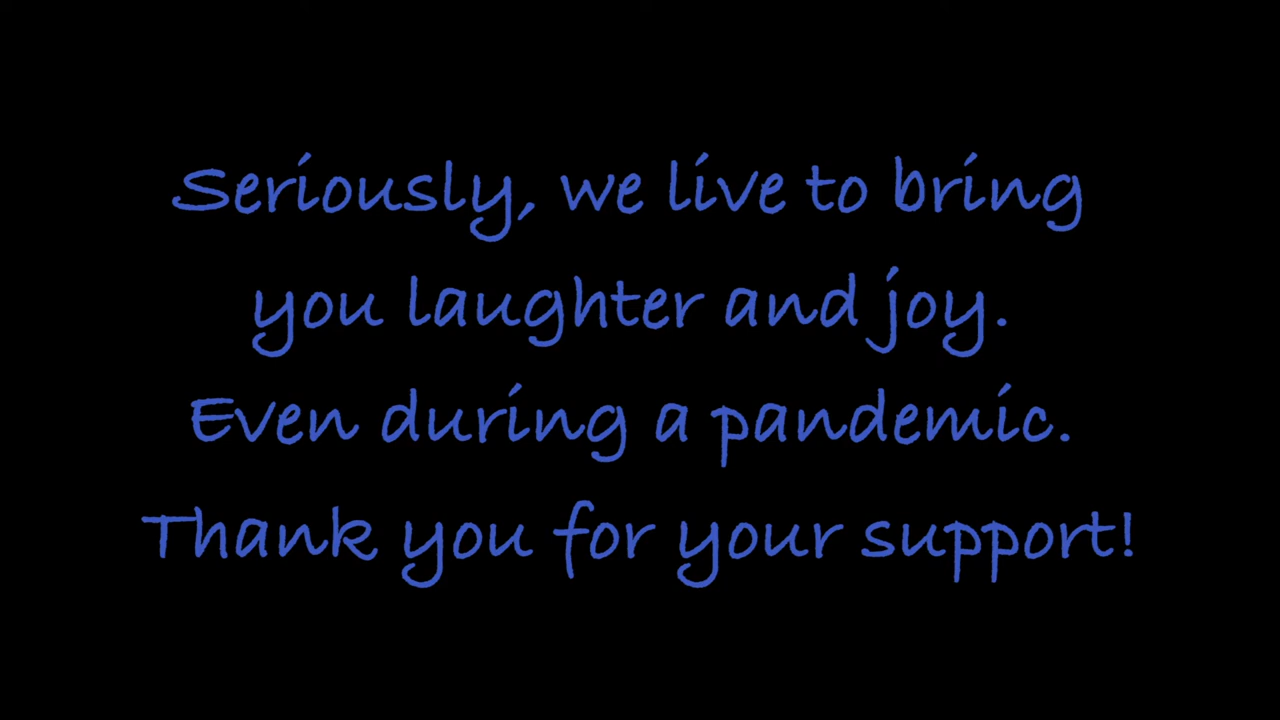 Seriously, we live to bring
you laughter and joy.
Even during a pandemic.
Thank you for your support!